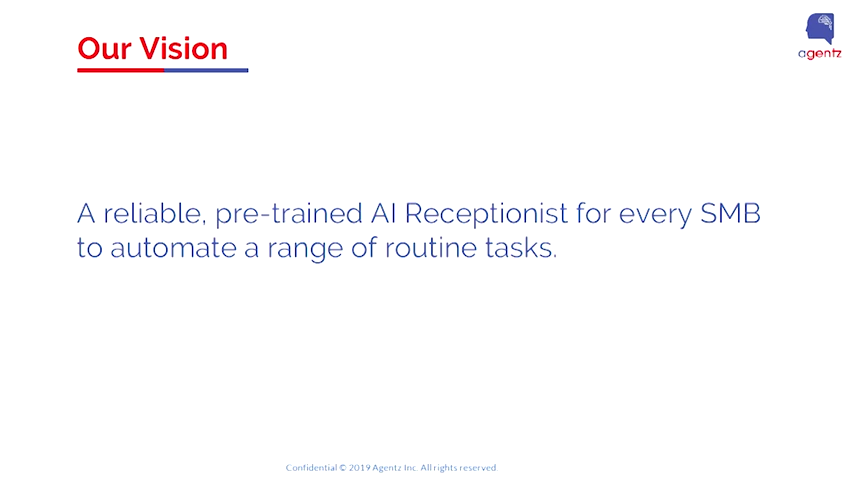 Our Vision
agentz
A reliable, pre-trained AI Receptionist for every SMB
to automate a range of routine tasks.
Confidential © 2019 Agentz Inc. All rights reserved